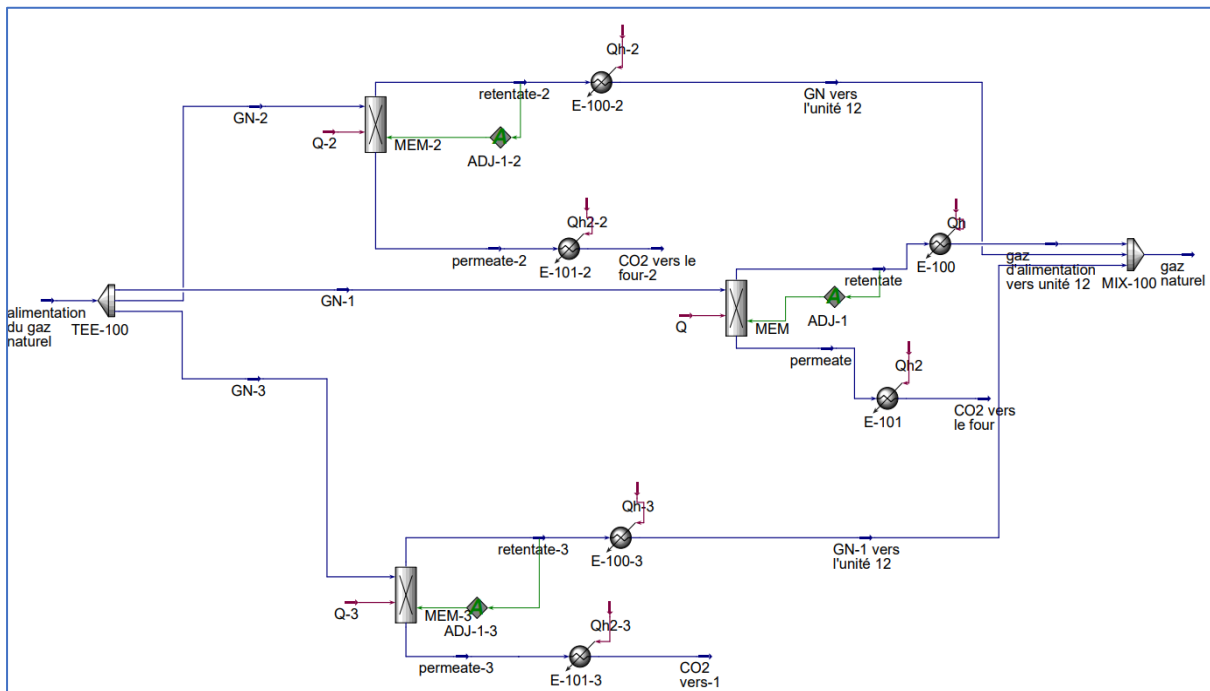 Qh-2
retentate-2
E-100-2
GN vers
l'unité 12
GN-2
Q-2
MEM-2
A
ADJ-1-2
Qh2-2
permeate-2
E-101-2
CO2 vers le
four-2
Qh
E-100
retentate
gaz
d'alimentation
vers unité 12
MIX-100
gaz
naturel
alimentation
du gaz
naturel
TEE-100
GN-1
A
ADJ-1
Q
MEM
permeate
Qh2
E-101
CO2 vers
le four
GN-3
Qh-3
retentate-3
E-100-3
GN-1 vers
l'unité 12
Q-3
MEM-3
A
ADJ-1-3
Qh2-3
permeate-3
E-101-3
CO2
vers-1